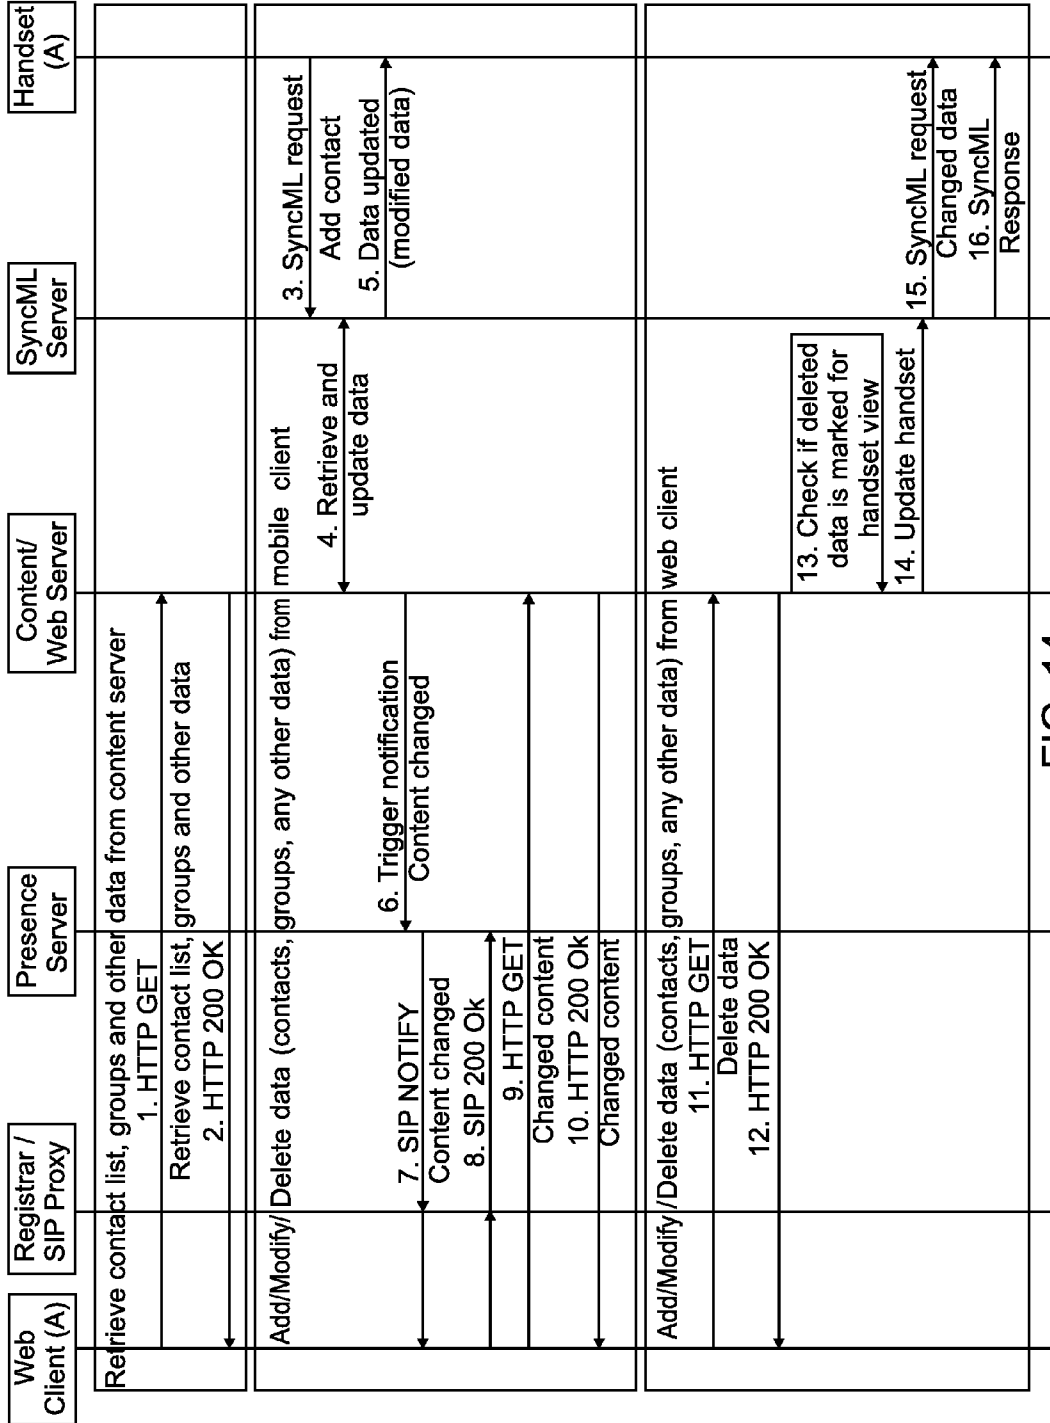 Web
Client (A)
Registrar /
SIP Proxy
Presence
Server
Content/
Web Server
SyncML
Server
Handset
(A)
Retrieve contact list, groups and other data from content server
1. HTTP GET
Retrieve contact list, groups and other data
2. HTTP 200 OK
Add/Modify/ Delete data (contacts, groups, any other data) from mobile client
3. SyncML request
Add contact
4. Retrieve and
update data
5. Data updated
(modified data)
6. Trigger notification
Content changed
7. SIP NOTIFY
Content changed
8. SIP 200 Ok
9. HTTP GET
Changed content
10. HTTP 200 Ok
Changed content
Add/Modify /Delete data (contacts, groups, any other data) from web client
11. HTTP GET
Delete data
12. HTTP 200 OK
13. Check if deleted
data is marked for
handset view
14. Update handset
15. SyncML request
Changed data
16. SyncML
Response